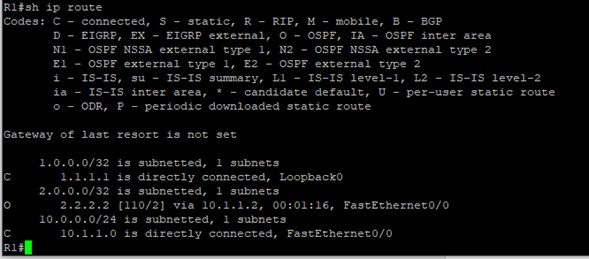 R1#sh ip route
Codes: C - connected, S - static, R - RIP, M - mobile, B - BGP
       D - EIGRP, EX - EIGRP external, O - OSPF, IA - OSPF inter area
       N1 - OSPF NSSA external type 1, N2 - OSPF NSSA external type 2
       E1 - OSPF external type 1, E2 - OSPF external type 2
       i - IS-IS, su - IS-IS summary, L1 - IS-IS level-1, L2 - IS-IS level-2
       ia - IS-IS inter area, * - candidate default, U - per-user static route
       o - ODR, P - periodic downloaded static route
Gateway of last resort is not set
     1.0.0.0/32 is subnetted, 1 subnets
C       1.1.1.1 is directly connected, Loopback0
     2.0.0.0/32 is subnetted, 1 subnets
O       2.2.2.2 [110/2] via 10.1.1.2, 00:01:16, FastEthernet0/0
     10.0.0.0/24 is subnetted, 1 subnets
C       10.1.1.0 is directly connected, FastEthernet0/0
R1#